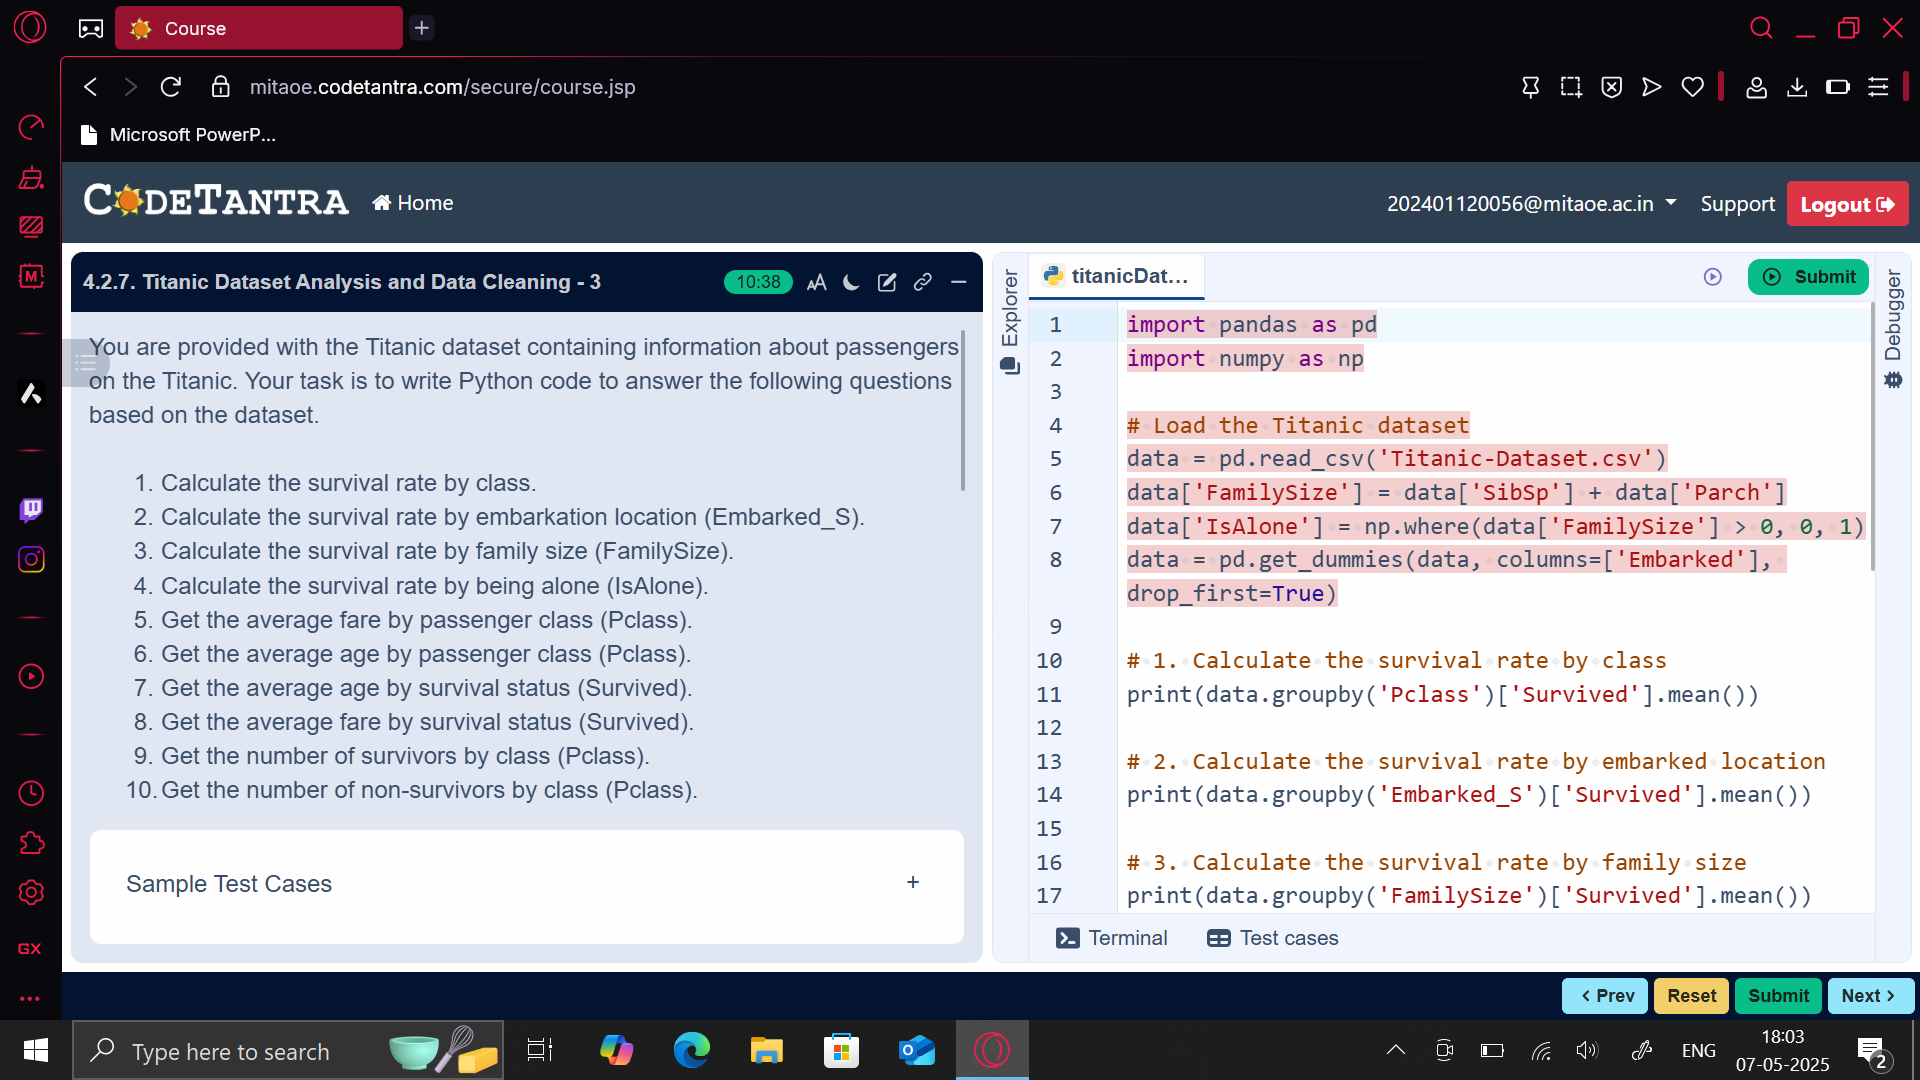 Course
mitaoe.codetantra.com/secure/course.jsp
Microsoft PowerP...
CODETANTRA
Home
202401120056@mitaoe.ac.in
Support
Logout
4.2.7. Titanic Dataset Analysis and Data Cleaning - 3
10:38
AA
You are provided with the Titanic dataset containing information about passengers
on the Titanic. Your task is to write Python code to answer the following questions
based on the dataset.
1. Calculate the survival rate by class.
2. Calculate the survival rate by embarkation location (Embarked_S).
3. Calculate the survival rate by family size (FamilySize).
4. Calculate the survival rate by being alone (IsAlone).
5. Get the average fare by passenger class (Pclass).
6. Get the average age by passenger class (Pclass).
7. Get the average age by survival status (Survived).
8. Get the average fare by survival status (Survived).
9. Get the number of survivors by class (Pclass).
10. Get the number of non-survivors by class (Pclass).
Sample Test Cases
+
Explorer
titanicDat...
Submit
Debugger
1 import pandas as pd
2 import numpy as np
3
4 # Load the Titanic dataset
5 data = pd.read_csv('Titanic-Dataset.csv')
6 data['FamilySize'] = data['SibSp'] + data['Parch']
7 data['IsAlone'] = np.where(data['FamilySize'] > 0, 0, 1)
8 data = pd.get_dummies(data, columns=['Embarked'],
drop_first=True)
9
10 # 1. Calculate the survival rate by class
11 print(data.groupby('Pclass')['Survived'].mean())
12
13 # 2. Calculate the survival rate by embarked location
14 print(data.groupby('Embarked_S')['Survived'].mean())
15
16 # 3. Calculate the survival rate by family size
17 print(data.groupby('FamilySize')['Survived'].mean())
Terminal
Test cases
< Prev
Reset
Submit
Next >
GX
Type here to search
ENG
18:03
07-05-2025
2